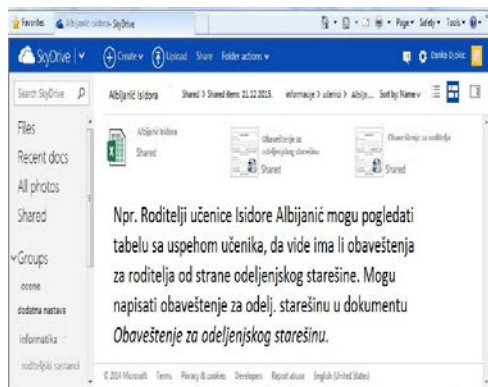 Favorites Albijanić Isidora - SkyDrive
Page Safety Tools
SkyDrive Create Upload Share Folder actions Danka Djokic
Search SkyDrive
Albijanić Isidora Shared > Shared items 21.12.2013. informacije > učenici > Albija... Sort by: Name
Files
Recent docs
All photos
Shared
Groups
ocene
dodatna nastava
informatika
roditeljski sastanci
Albijanić Isidora
Shared
Obaveštenje za
odeljenjskog starešinu
Shared
Obaveštenje za roditelja
Shared
Npr. Roditelji učenice Isidore Albijanić mogu pogledati
tabelu sa uspehom učenika, da vide ima li obaveštenja
za roditelja od strane odeljenjskog starešine. Mogu
napisati obaveštenje za odelj. starešinu u dokumentu
Obaveštenje za odeljenjskog starešinu.
© 2014 Microsoft Terms Privacy & cookies Developers Report abuse English (United States)